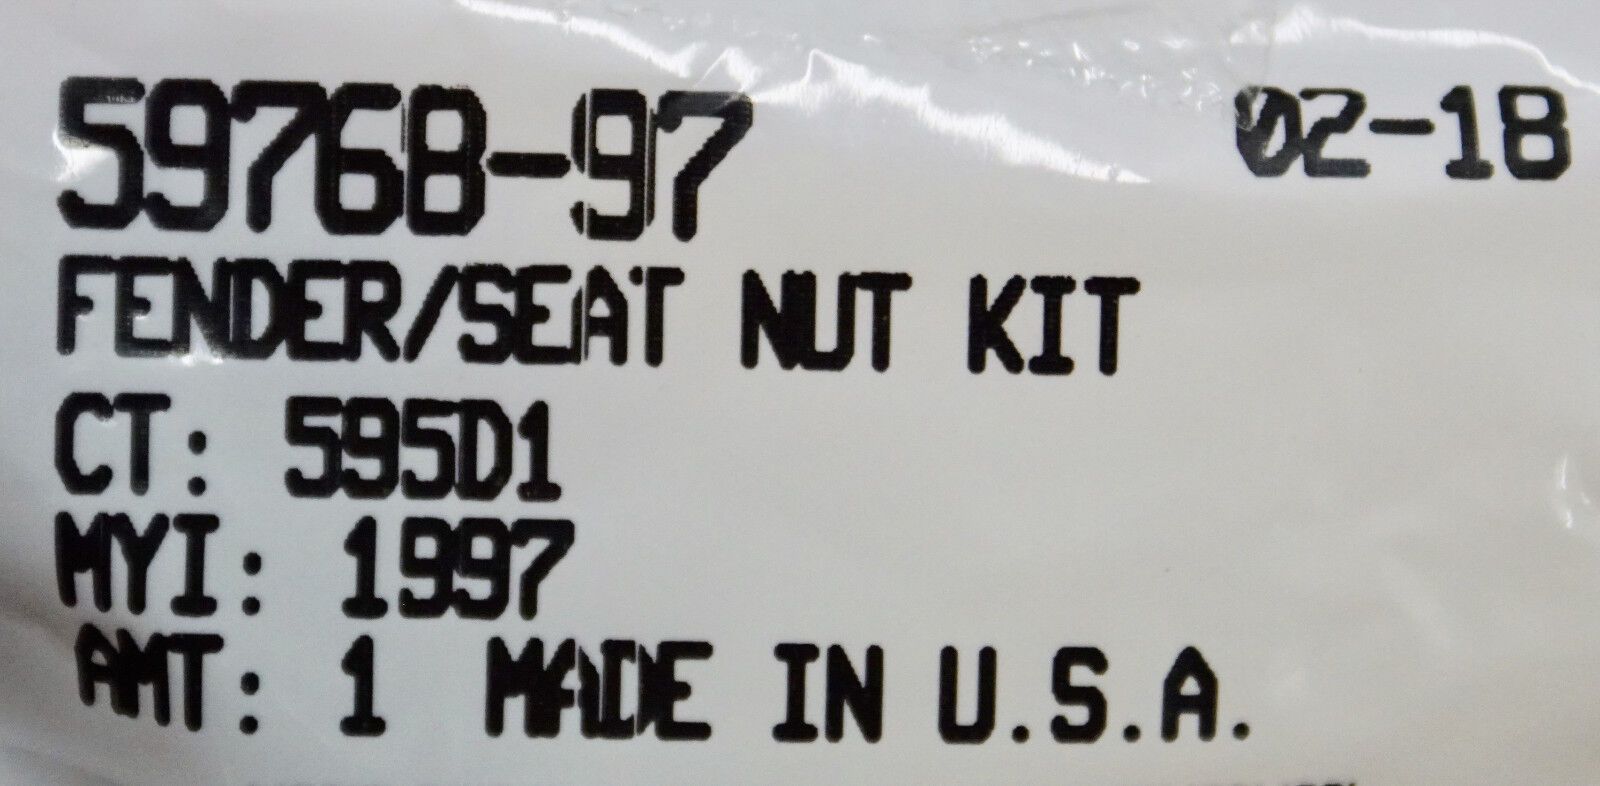 59768-97 02-18
FENDER/SEAT NUT KIT
CT: 595D1
MYI: 1997
AMT: 1 MADE IN U.S.A.